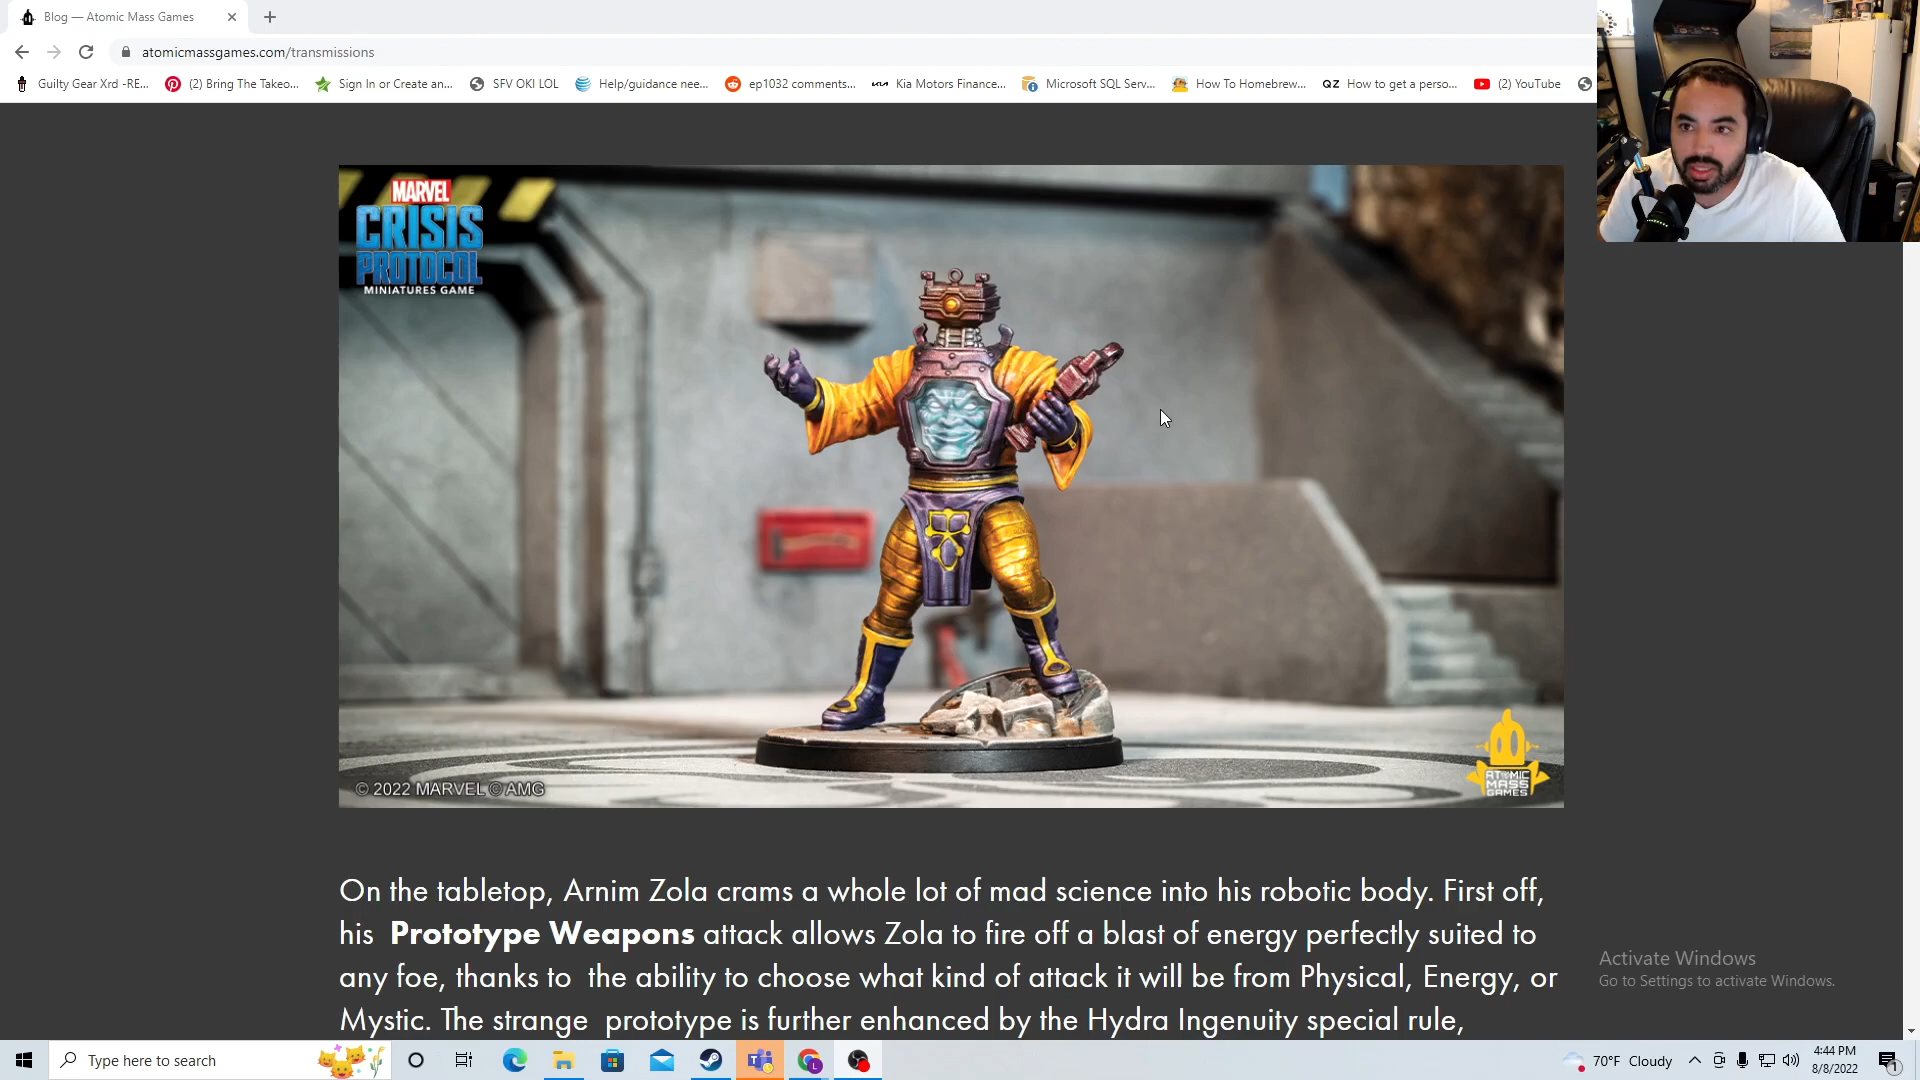 Blog — Atomic Mass Games
atomicmassgames.com/transmissions
Guilty Gear Xrd -RE... (2) Bring The Takeo... Sign In or Create an... SFV OKI LOL Help/guidance nee... ep1032 comments... Kia Motors Finance... Microsoft SQL Serv... How To Homebrew... QZ How to get a perso... (2) YouTube
MARVEL
CRISIS
PROTOCOL
MINIATURES GAME
ATOMIC
MASS
GAMES
© 2022 MARVEL © AMG
On the tabletop, Arnim Zola crams a whole lot of mad science into his robotic body. First off,
his Prototype Weapons attack allows Zola to fire off a blast of energy perfectly suited to
any foe, thanks to the ability to choose what kind of attack it will be from Physical, Energy, or
Mystic. The strange prototype is further enhanced by the Hydra Ingenuity special rule,
Activate Windows
Go to Settings to activate Windows.
Type here to search
70°F Cloudy
4:44 PM
8/8/2022
1